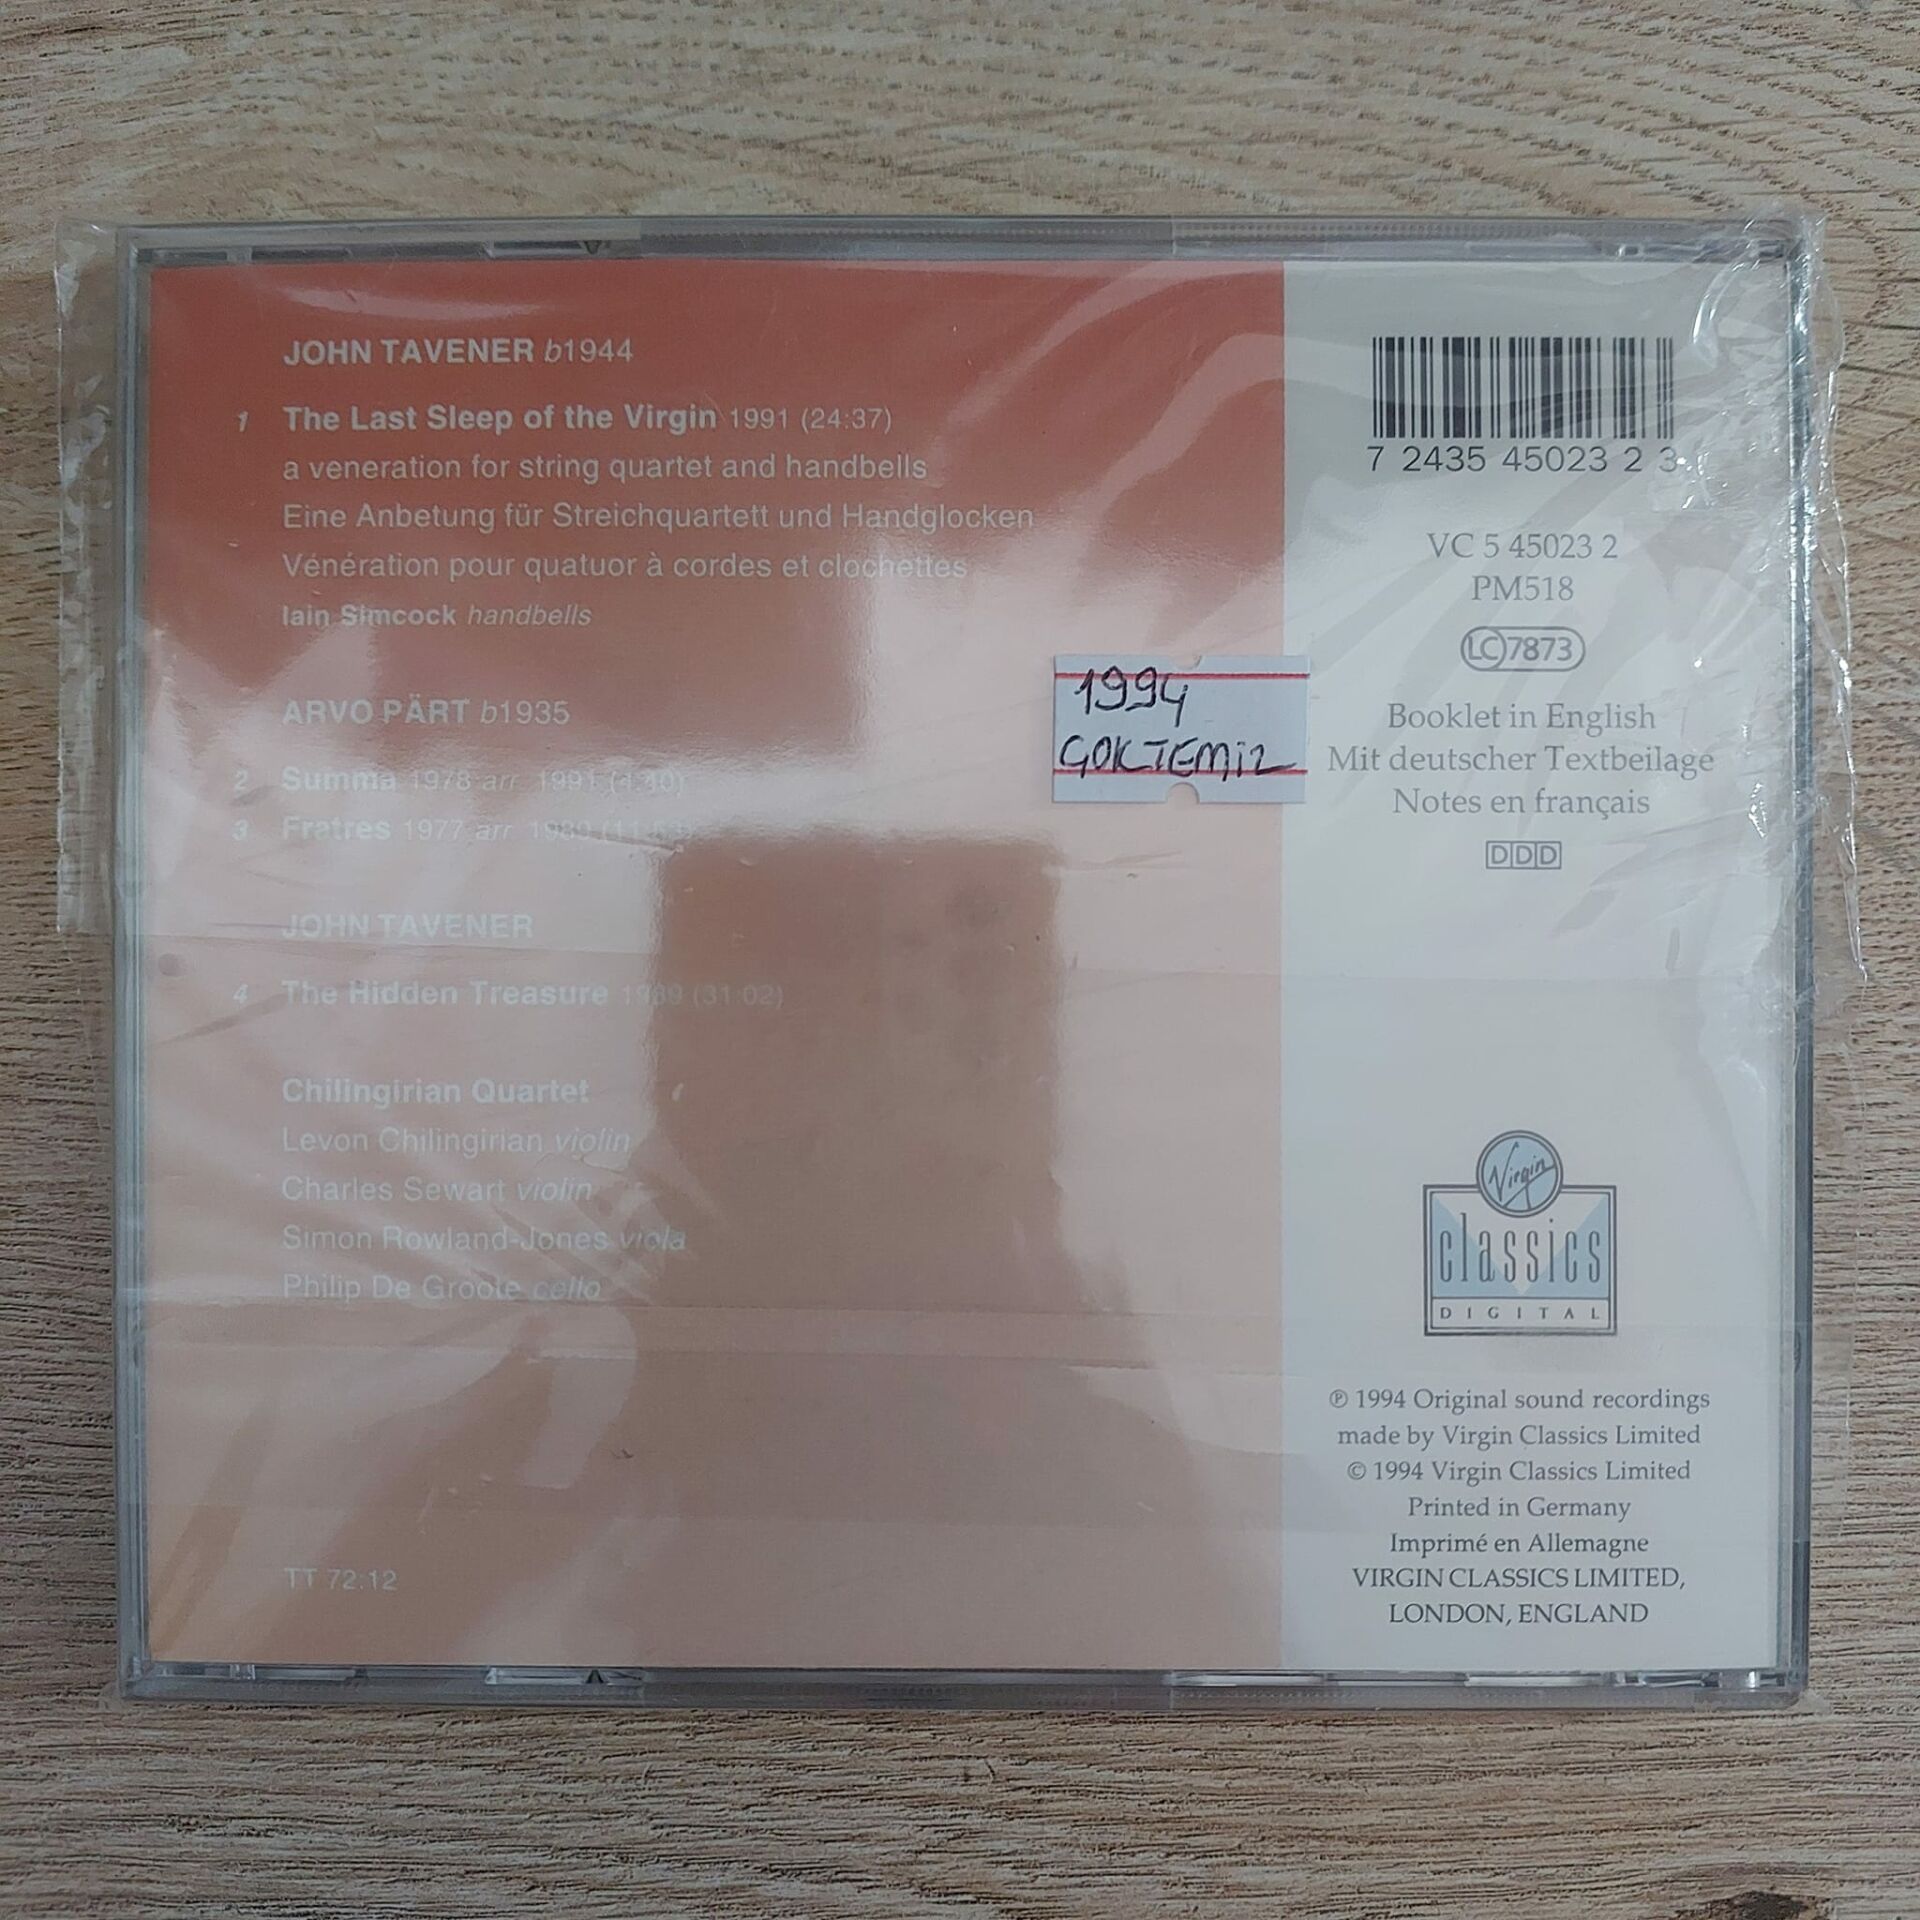 JOHN TAVENER b1944
1 The Last Sleep of the Virgin 1991 (24:37)
a veneration for string quartet and handbells
Eine Anbetung für Streichquartett und Handglocken
Vénération pour quatuor à cordes et clochettes
Iain Simcock handbells
ARVO PÄRT b1935
2 Summa 1978 arr 1991 (4:40)
3 Fratres 1977 arr
JOHN TAVENER
4 The Hidden Treasure 1989 (31:02)
Chilingirian Quartet
Levon Chilingirian violin
Charles Sewart violin
Simon Rowland-Jones viola
Philip De Groote cello
TT 72:12
1994
GÖKTEMİZ
7 2435 45023 2 3
VC 5 45023 2
PM518
LC 7873
Booklet in English
Mit deutscher Textbeilage
Notes en français
DDD
Virgin
classics
DIGITAL
℗ 1994 Original sound recordings
made by Virgin Classics Limited
© 1994 Virgin Classics Limited
Printed in Germany
Imprimé en Allemagne
VIRGIN CLASSICS LIMITED,
LONDON, ENGLAND